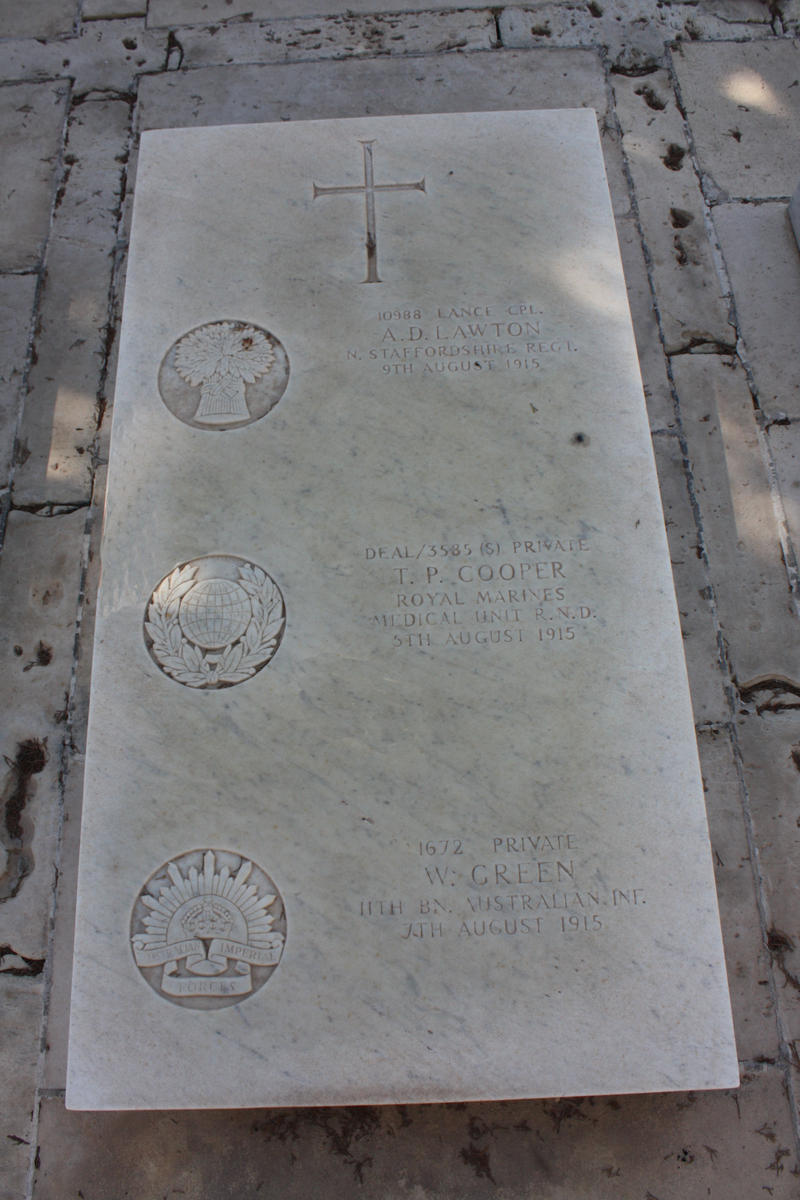 10988 LANCE CPL.
A. D. LAWTON
N. STAFFORDSHIRE REGT.
9TH AUGUST 1915
DEAL/3585 (S) PRIVATE
T. P. COOPER
ROYAL MARINES
MEDICAL UNIT R.N.D.
5TH AUGUST 1915
1672 PRIVATE
W. GREEN
11TH BN. AUSTRALIAN INF.
7TH AUGUST 1915
AUSTRALIAN IMPERIAL
FORCES